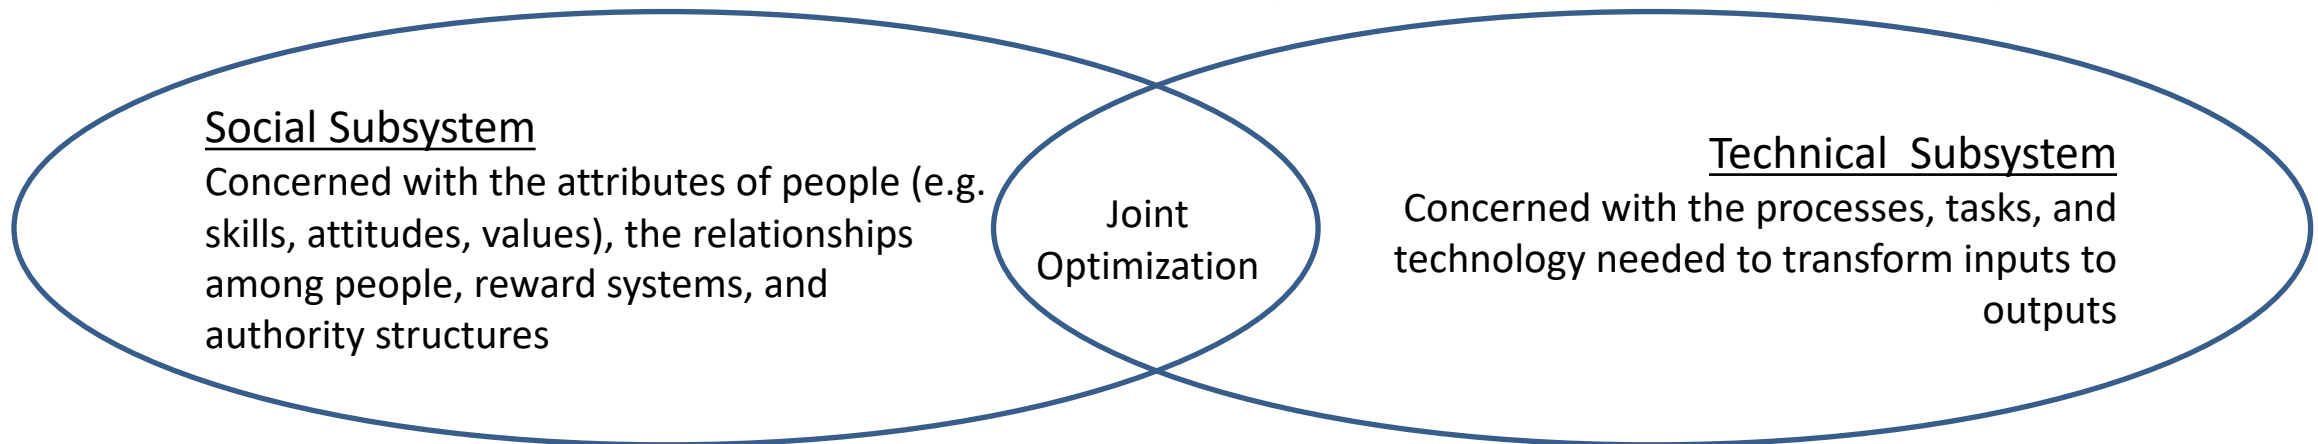 Social Subsystem
Concerned with the attributes of people (e.g.
skills, attitudes, values), the relationships
among people, reward systems, and
authority structures
Joint
Optimization
Technical  Subsystem
Concerned with the processes, tasks, and
technology needed to transform inputs to
outputs